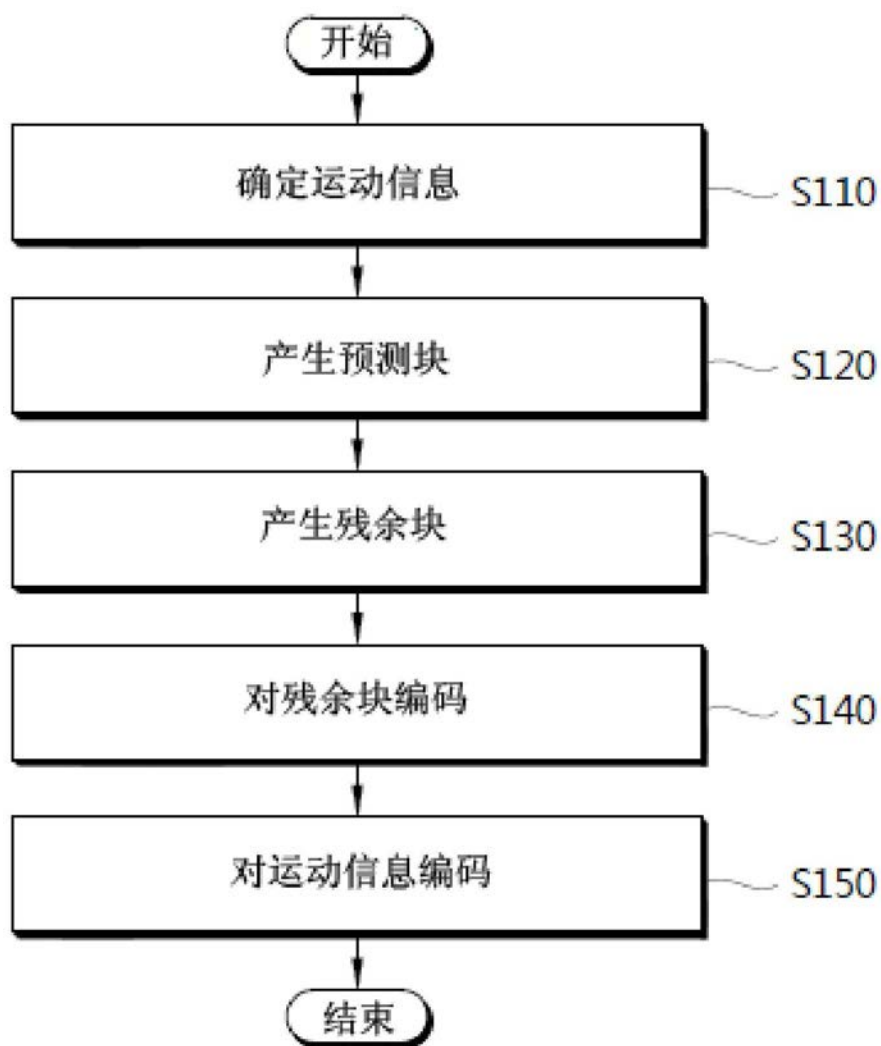 开始
确定运动信息
S110
产生预测块
S120
产生残余块
S130
对残余块编码
S140
对运动信息编码
S150
结束